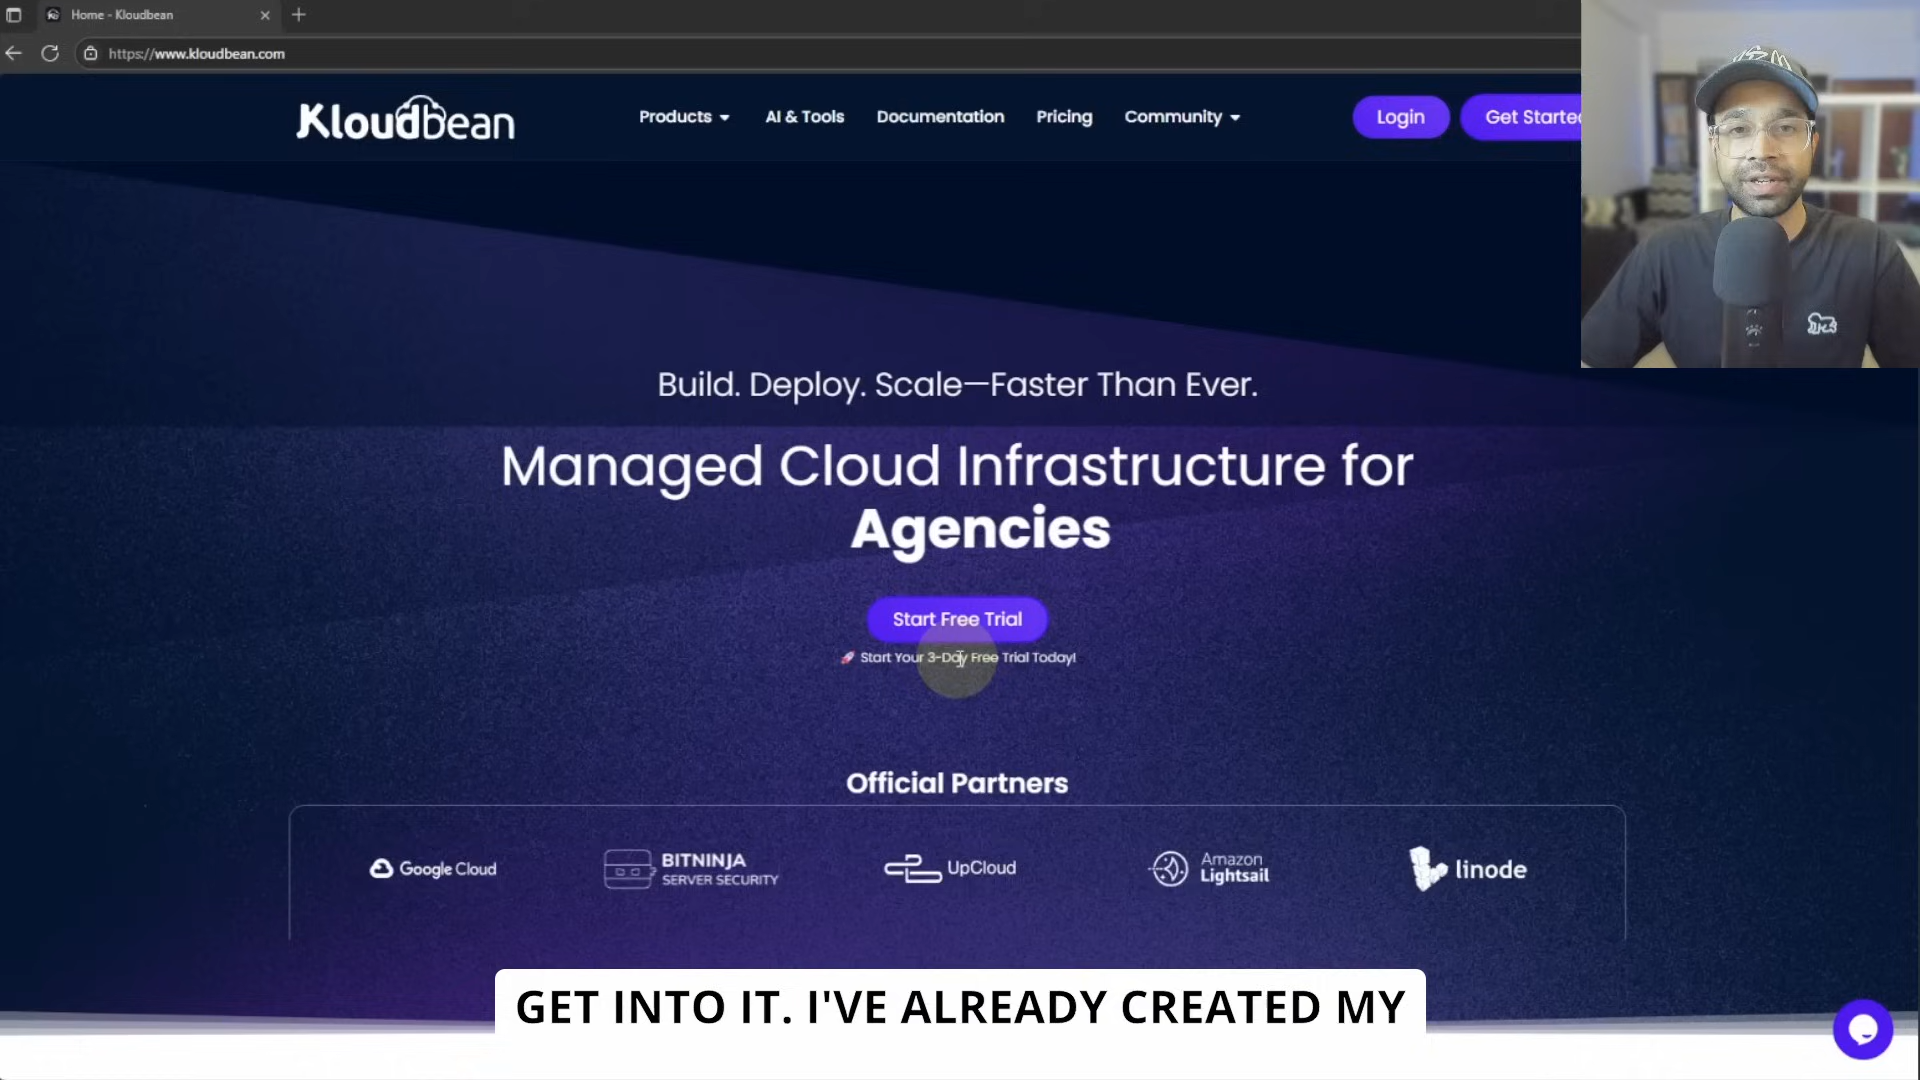 Home - Kloudbean
https://www.kloudbean.com
Kloudbean
Products
AI & Tools
Documentation
Pricing
Community
Login
Get Starte
Build. Deploy. Scale—Faster Than Ever.
Managed Cloud Infrastructure for
Agencies
Start Free Trial
🚀 Start Your 3-Day Free Trial Today!
Official Partners
Google Cloud
BITNINJA
SERVER SECURITY
UpCloud
Amazon
Lightsail
linode
GET INTO IT. I'VE ALREADY CREATED MY